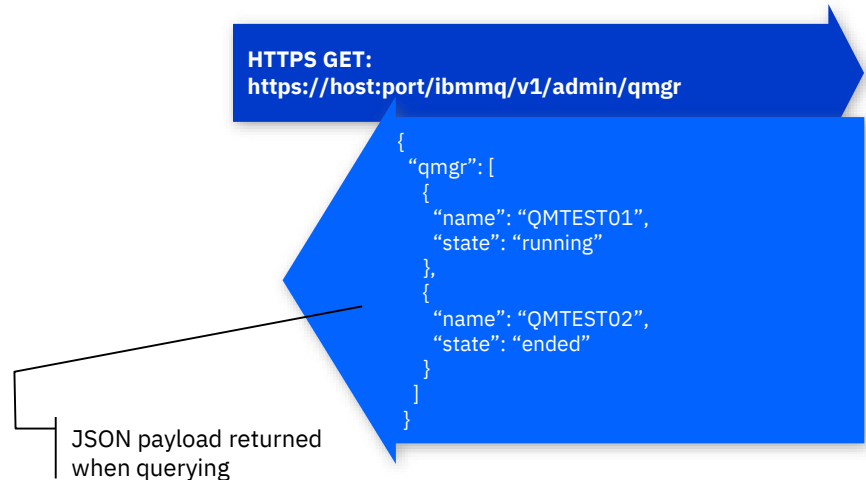 HTTPS GET:
https://host:port/ibmmq/v1/admin/qmgr
{
“qmgr”: [
{
“name”: “QMTEST01”,
“state”: “running”
},
{
“name”: “QMTEST02”,
“state”: “ended”
}
]
}
JSON payload returned
when querying